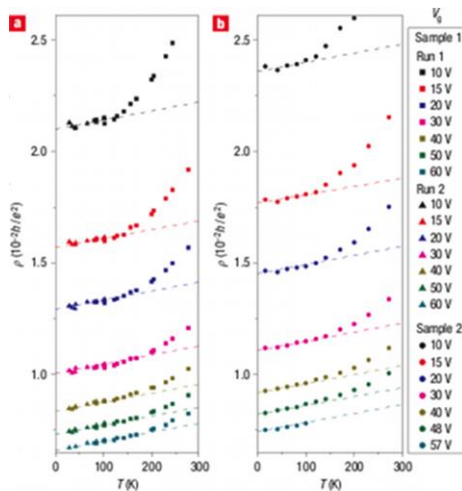 a
b
V_g
2.5
2.0
1.5
1.0
ρ (10⁻²h/e²)
0
100
200
300
T (K)
2.5
2.0
1.5
1.0
ρ (10⁻²h/e²)
0
100
200
300
T (K)
Sample 1
Run 1
10 V
15 V
20 V
30 V
40 V
50 V
60 V
Run 2
10 V
15 V
20 V
30 V
40 V
50 V
60 V
Sample 2
10 V
15 V
20 V
30 V
40 V
48 V
57 V